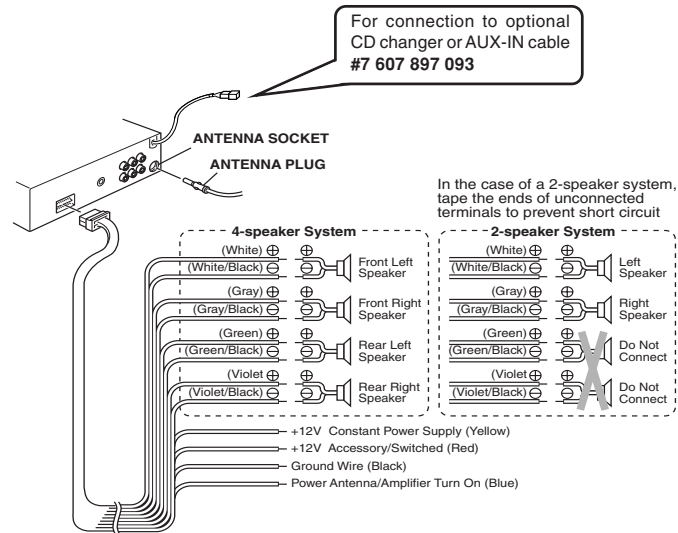 For connection to optional
CD changer or AUX-IN cable
#7 607 897 093
ANTENNA SOCKET
ANTENNA PLUG
In the case of a 2-speaker system,
tape the ends of unconnected
terminals to prevent short circuit
4-speaker System
(White) ⊕ ⊕
(White/Black) ⊖ ⊖
Front Left
Speaker
(Gray) ⊕ ⊕
(Gray/Black) ⊖ ⊖
Front Right
Speaker
(Green) ⊕ ⊕
(Green/Black) ⊖ ⊖
Rear Left
Speaker
(Violet ⊕ ⊕
(Violet/Black) ⊖ ⊖
Rear Right
Speaker
2-speaker System
(White) ⊕ ⊕
(White/Black) ⊖ ⊖
Left
Speaker
(Gray) ⊕ ⊕
(Gray/Black) ⊖ ⊖
Right
Speaker
(Green) ⊕ ⊕
(Green/Black) ⊖ ⊖
Do Not
Connect
(Violet ⊕ ⊕
(Violet/Black) ⊖ ⊖
Do Not
Connect
+12V Constant Power Supply (Yellow)
+12V Accessory/Switched (Red)
Ground Wire (Black)
Power Antenna/Amplifier Turn On (Blue)